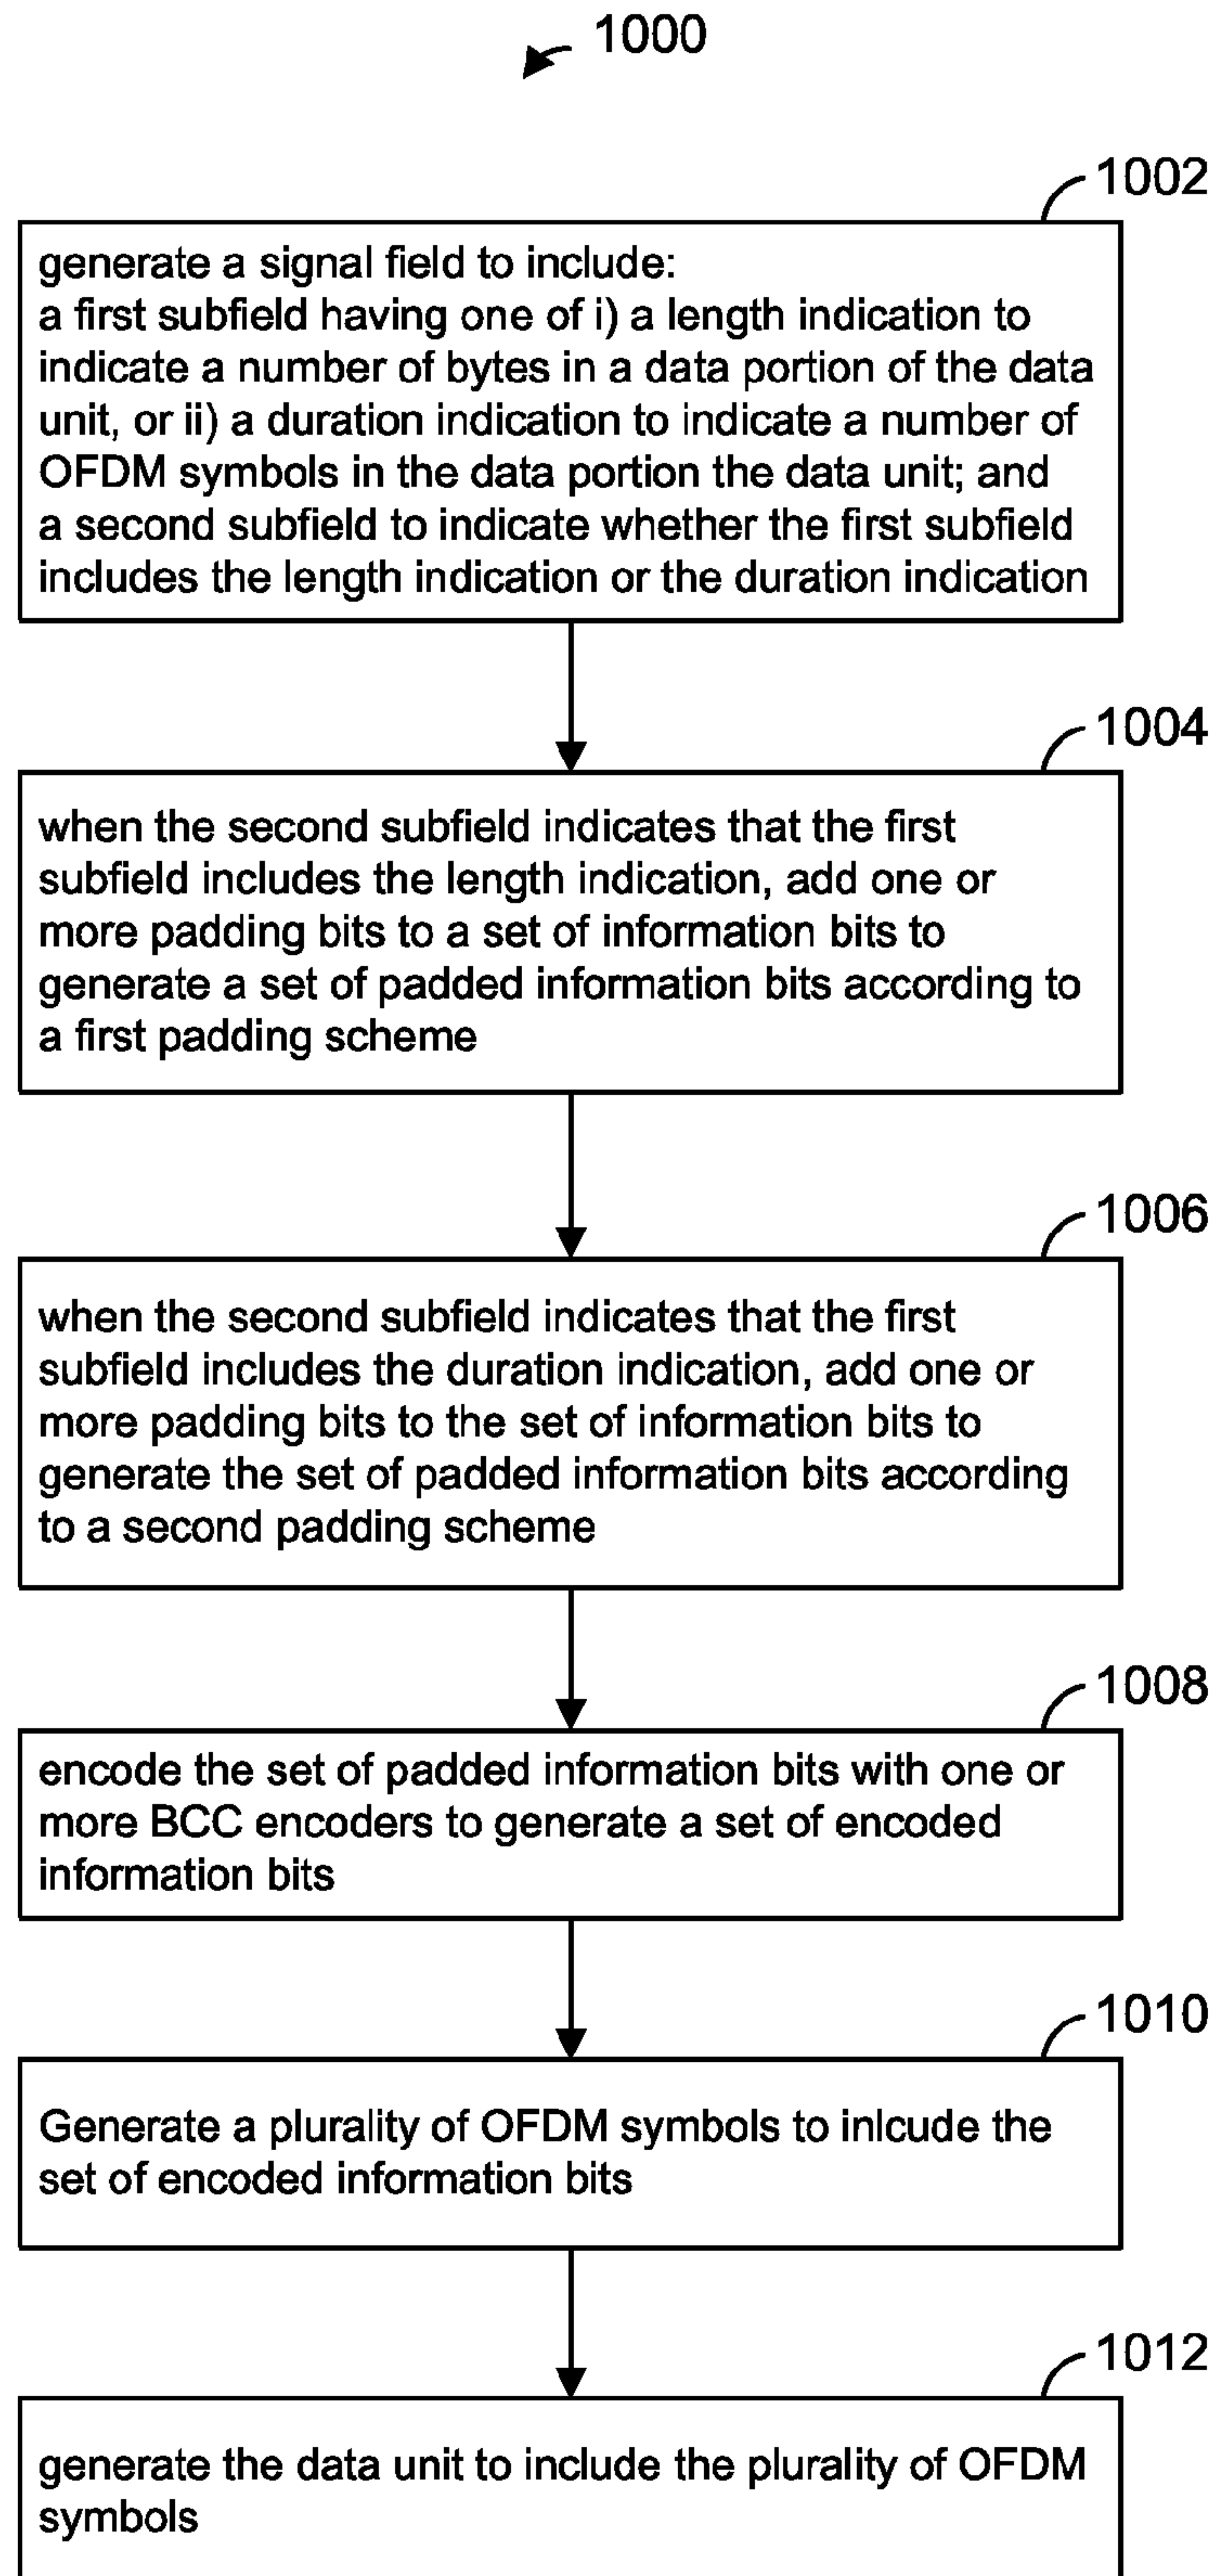 1000
1002
generate a signal field to include:
a first subfield having one of i) a length indication to
indicate a number of bytes in a data portion of the data
unit, or ii) a duration indication to indicate a number of
OFDM symbols in the data portion the data unit; and
a second subfield to indicate whether the first subfield
includes the length indication or the duration indication
1004
when the second subfield indicates that the first
subfield includes the length indication, add one or
more padding bits to a set of information bits to
generate a set of padded information bits according to
a first padding scheme
1006
when the second subfield indicates that the first
subfield includes the duration indication, add one or
more padding bits to the set of information bits to
generate the set of padded information bits according
to a second padding scheme
1008
encode the set of padded information bits with one or
more BCC encoders to generate a set of encoded
information bits
1010
Generate a plurality of OFDM symbols to inlcude the
set of encoded information bits
1012
generate the data unit to include the plurality of OFDM
symbols